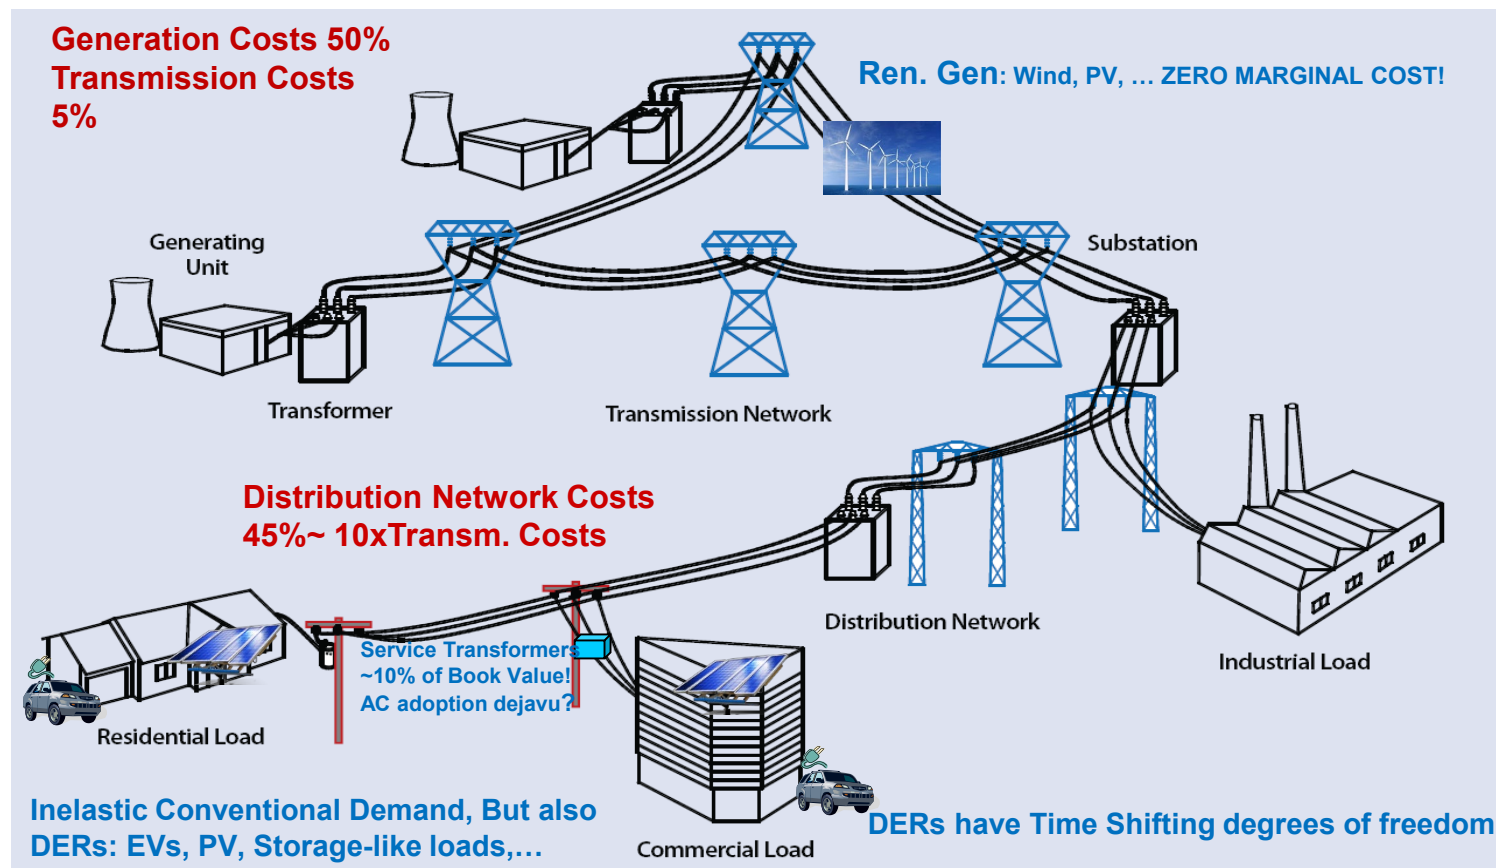 Generation Costs 50%
Transmission Costs
5%
Ren. Gen: Wind, PV, … ZERO MARGINAL COST!
Generating
Unit
Substation
Transformer
Transmission Network
Distribution Network Costs
45%~ 10xTransm. Costs
Distribution Network
Industrial Load
Service Transformers
~10% of Book Value!
AC adoption dejavu?
Residential Load
Inelastic Conventional Demand, But also
DERs: EVs, PV, Storage-like loads,…
Commercial Load
DERs have Time Shifting degrees of freedom